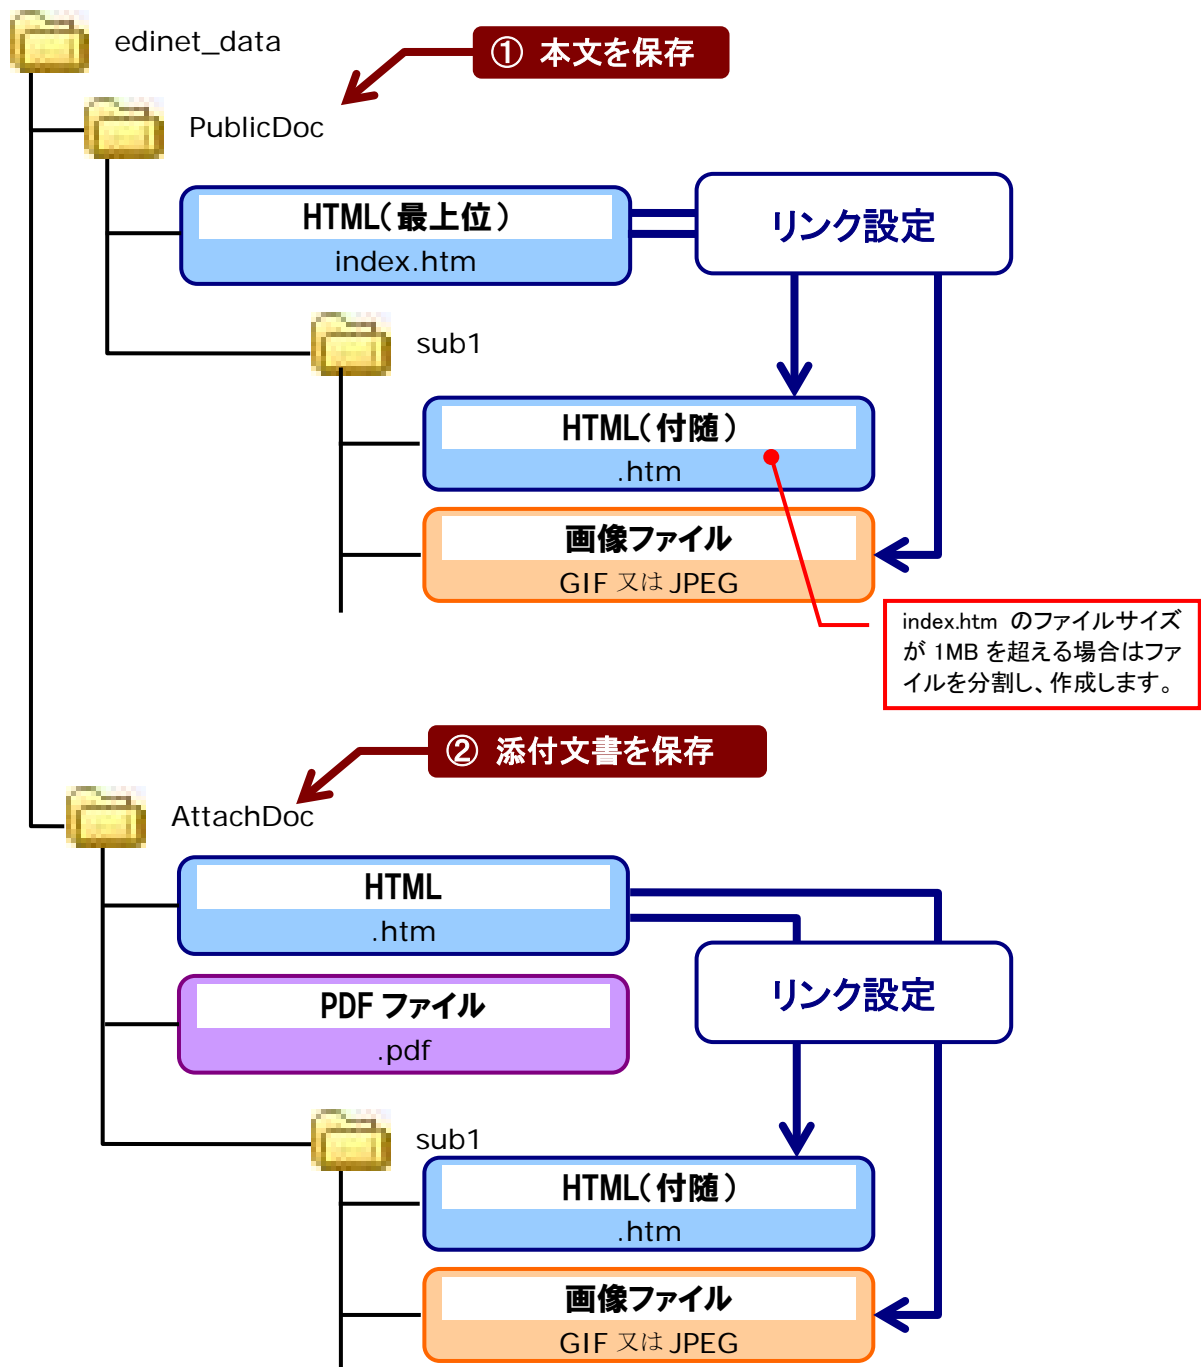 edinet_data
① 本文を保存
PublicDoc
HTML（最上位）
index.htm
リンク設定
sub1
HTML（付随）
.htm
画像ファイル
GIF 又は JPEG
index.htm のファイルサイズ
が 1MB を超える場合はファ
イルを分割し、作成します。
② 添付文書を保存
AttachDoc
HTML
.htm
リンク設定
PDF ファイル
.pdf
sub1
HTML（付随）
.htm
画像ファイル
GIF 又は JPEG